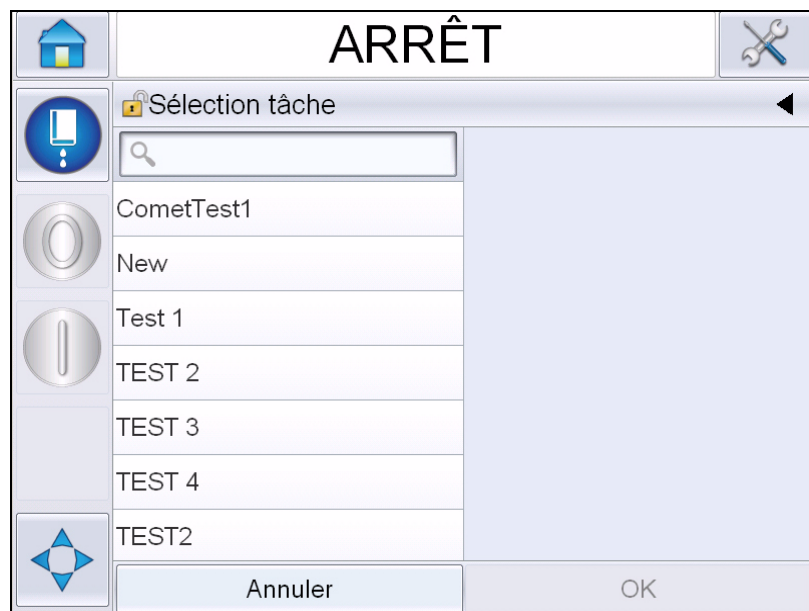 ARRÊT
Sélection tâche
CometTest1
New
Test 1
TEST 2
TEST 3
TEST 4
TEST2
Annuler
OK